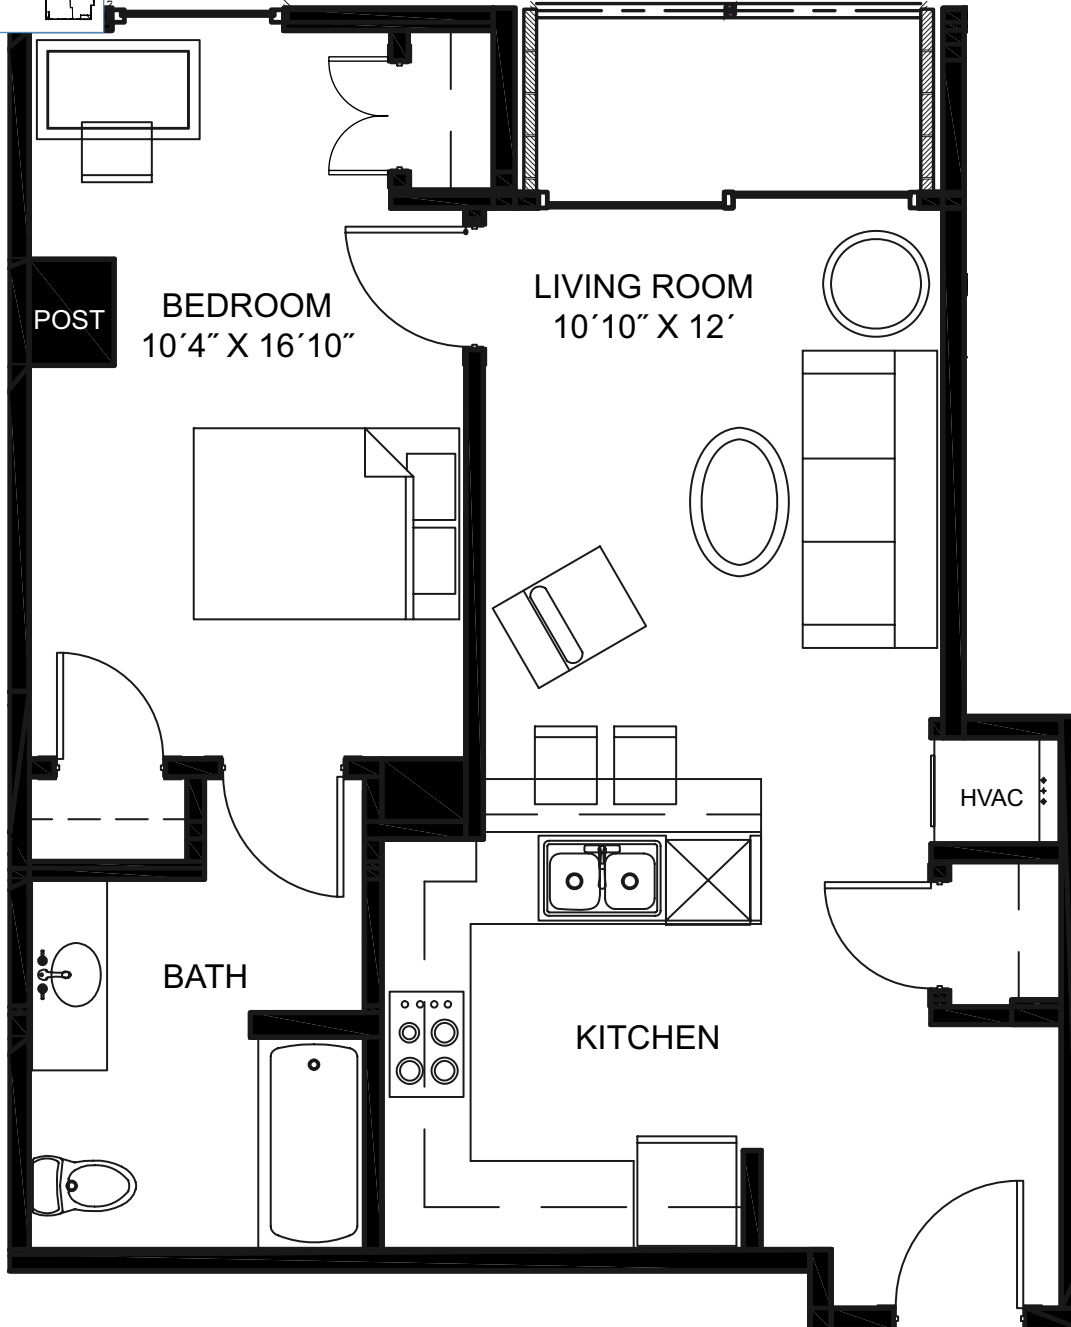 BEDROOM
10´4˝ X 16´10˝
POST
LIVING ROOM
10´10˝ X 12´
HVAC
BATH
KITCHEN